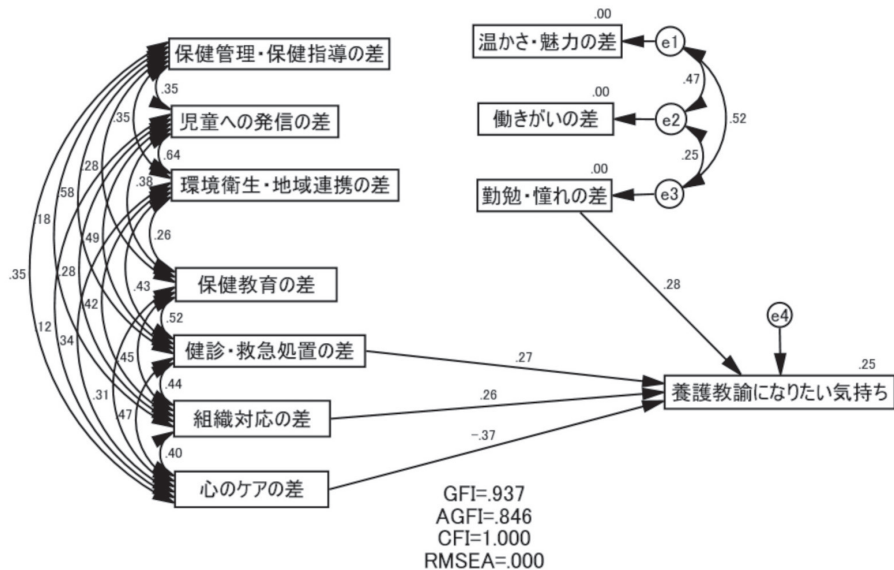 保健管理・保健指導の差
.35
児童への発信の差
.35
.64
環境衛生・地域連携の差
.28
.38
.58
.18
.26
.49
保健教育の差
.35
.28
.43
.42
.52
健診・救急処置の差
.12
.34
.45
.44
.31
.47
組織対応の差
.40
心のケアの差
.00
温かさ・魅力の差
e1
.47
.00
働きがいの差
e2
.52
.25
.00
勤勉・憧れの差
e3
.28
e4
.27
.25
養護教諭になりたい気持ち
.26
-.37
GFI=.937
AGFI=.846
CFI=1.000
RMSEA=.000